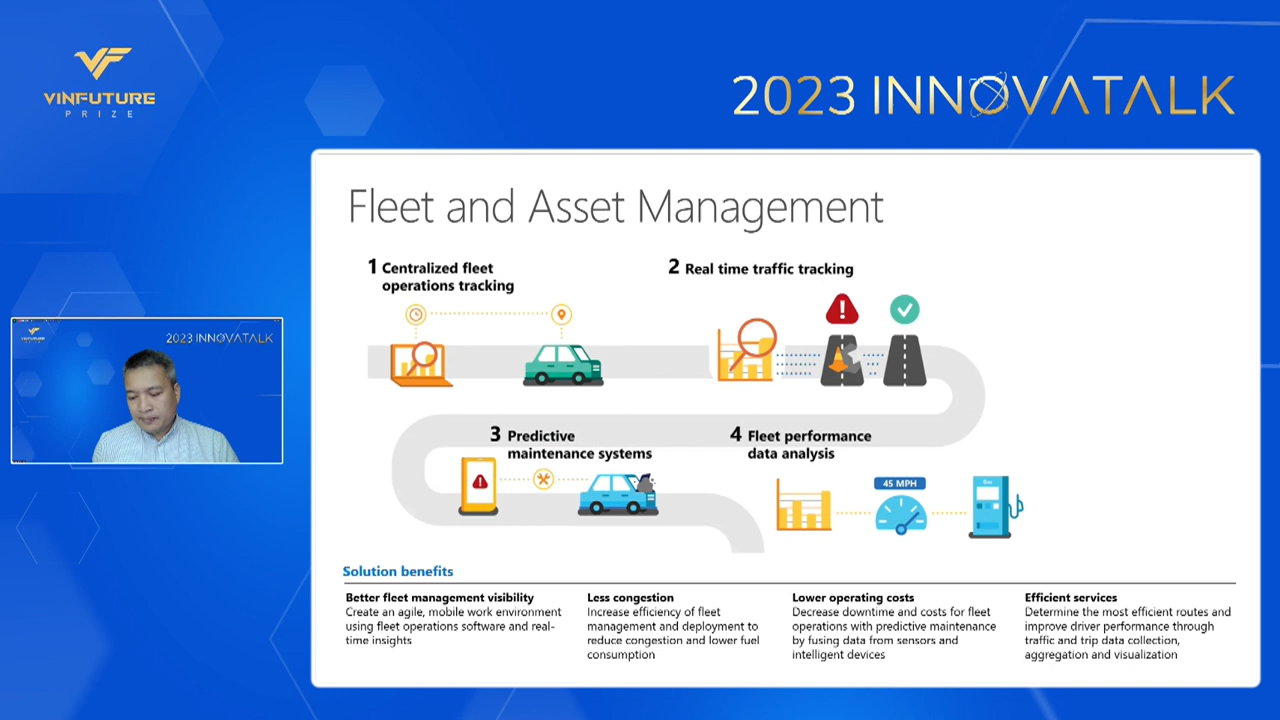 VINFUTURE
PRIZE
2023 INNOVATALK
Fleet and Asset Management
1 Centralized fleet
operations tracking
2 Real time traffic tracking
3 Predictive
maintenance systems
4 Fleet performance
data analysis
45 MPH
Gas
2023 INNOVATALK
Solution benefits
Better fleet management visibility
Create an agile, mobile work environment
using fleet operations software and real-
time insights
Less congestion
Increase efficiency of fleet
management and deployment to
reduce congestion and lower fuel
consumption
Lower operating costs
Decrease downtime and costs for fleet
operations with predictive maintenance
by fusing data from sensors and
intelligent devices
Efficient services
Determine the most efficient routes and
improve driver performance through
traffic and trip data collection,
aggregation and visualization